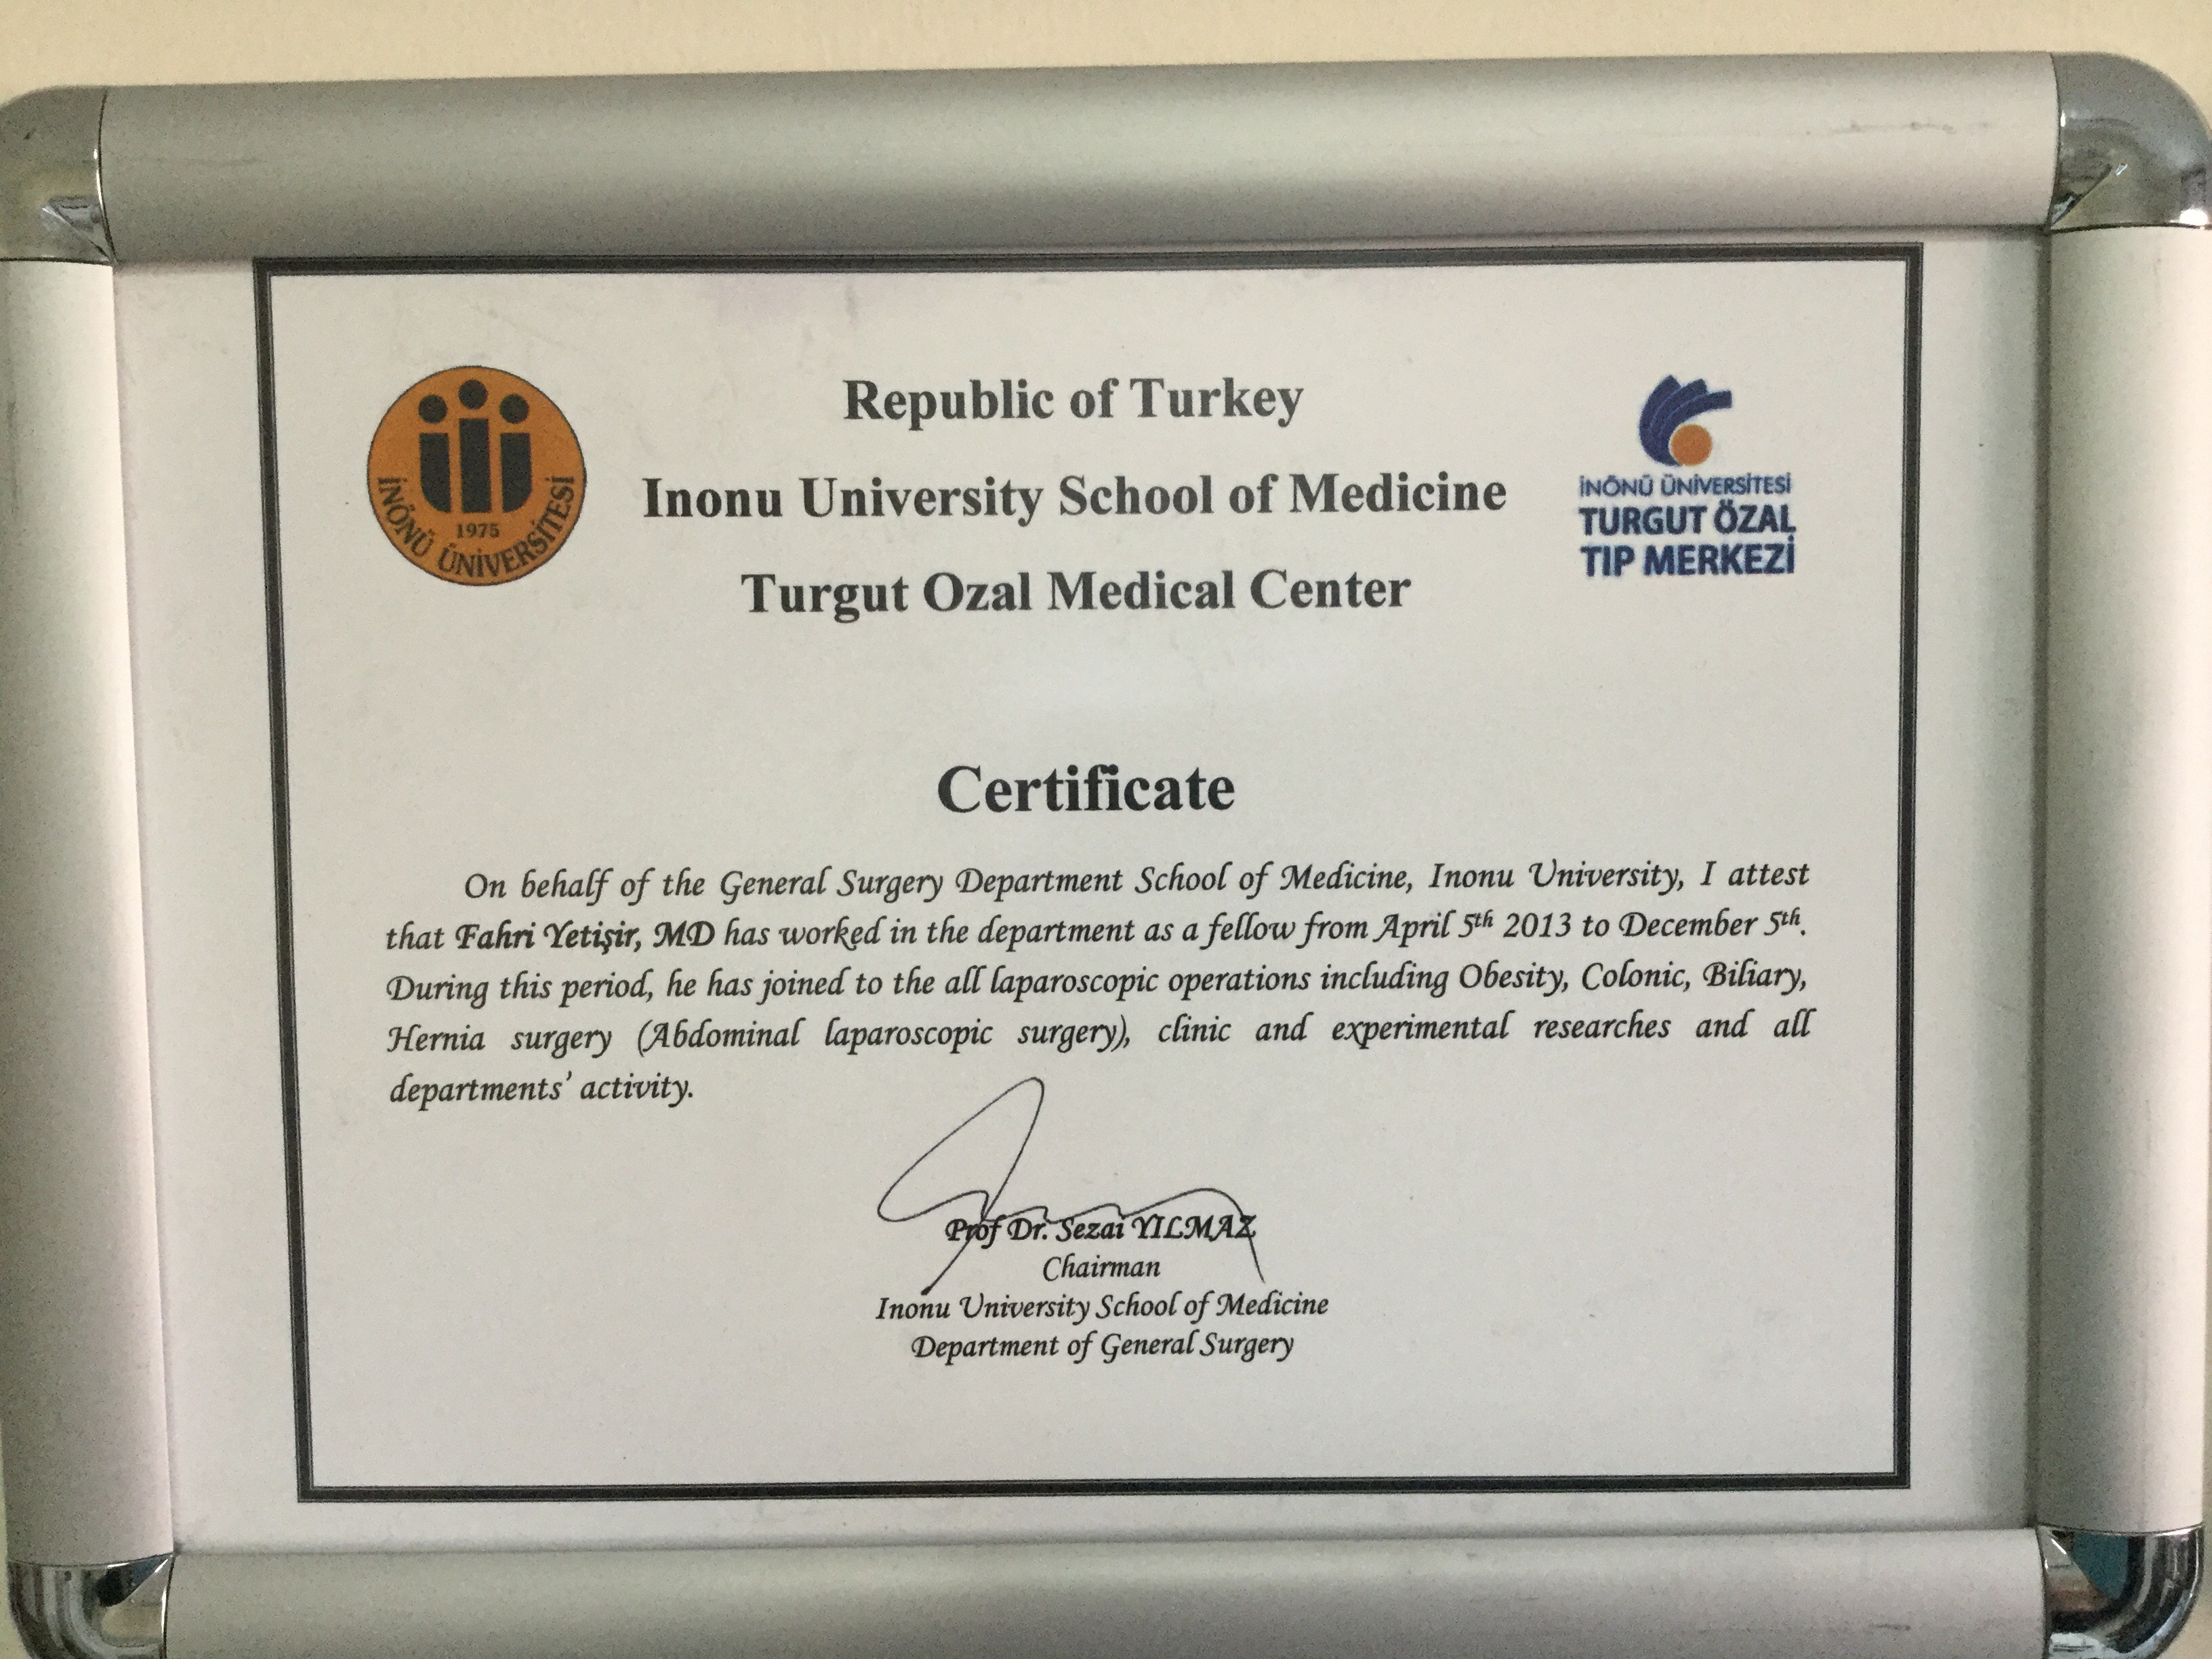 Republic of Turkey
Inonu University School of Medicine
Turgut Ozal Medical Center
1975
İNÖNÜ ÜNİVERSİTESİ
İNÖNÜ ÜNİVERSİTESİ
TURGUT ÖZAL
TIP MERKEZİ
Certificate
On behalf of the General Surgery Department School of Medicine, Inonu University, I attest
that Fahri Yetişir, MD has worked in the department as a fellow from April 5th 2013 to December 5th.
During this period, he has joined to the all laparoscopic operations including Obesity, Colonic, Biliary,
Hernia surgery (Abdominal laparoscopic surgery), clinic and experimental researches and all
departments' activity.
Prof Dr. Sezai YILMAZ
Chairman
Inonu University School of Medicine
Department of General Surgery